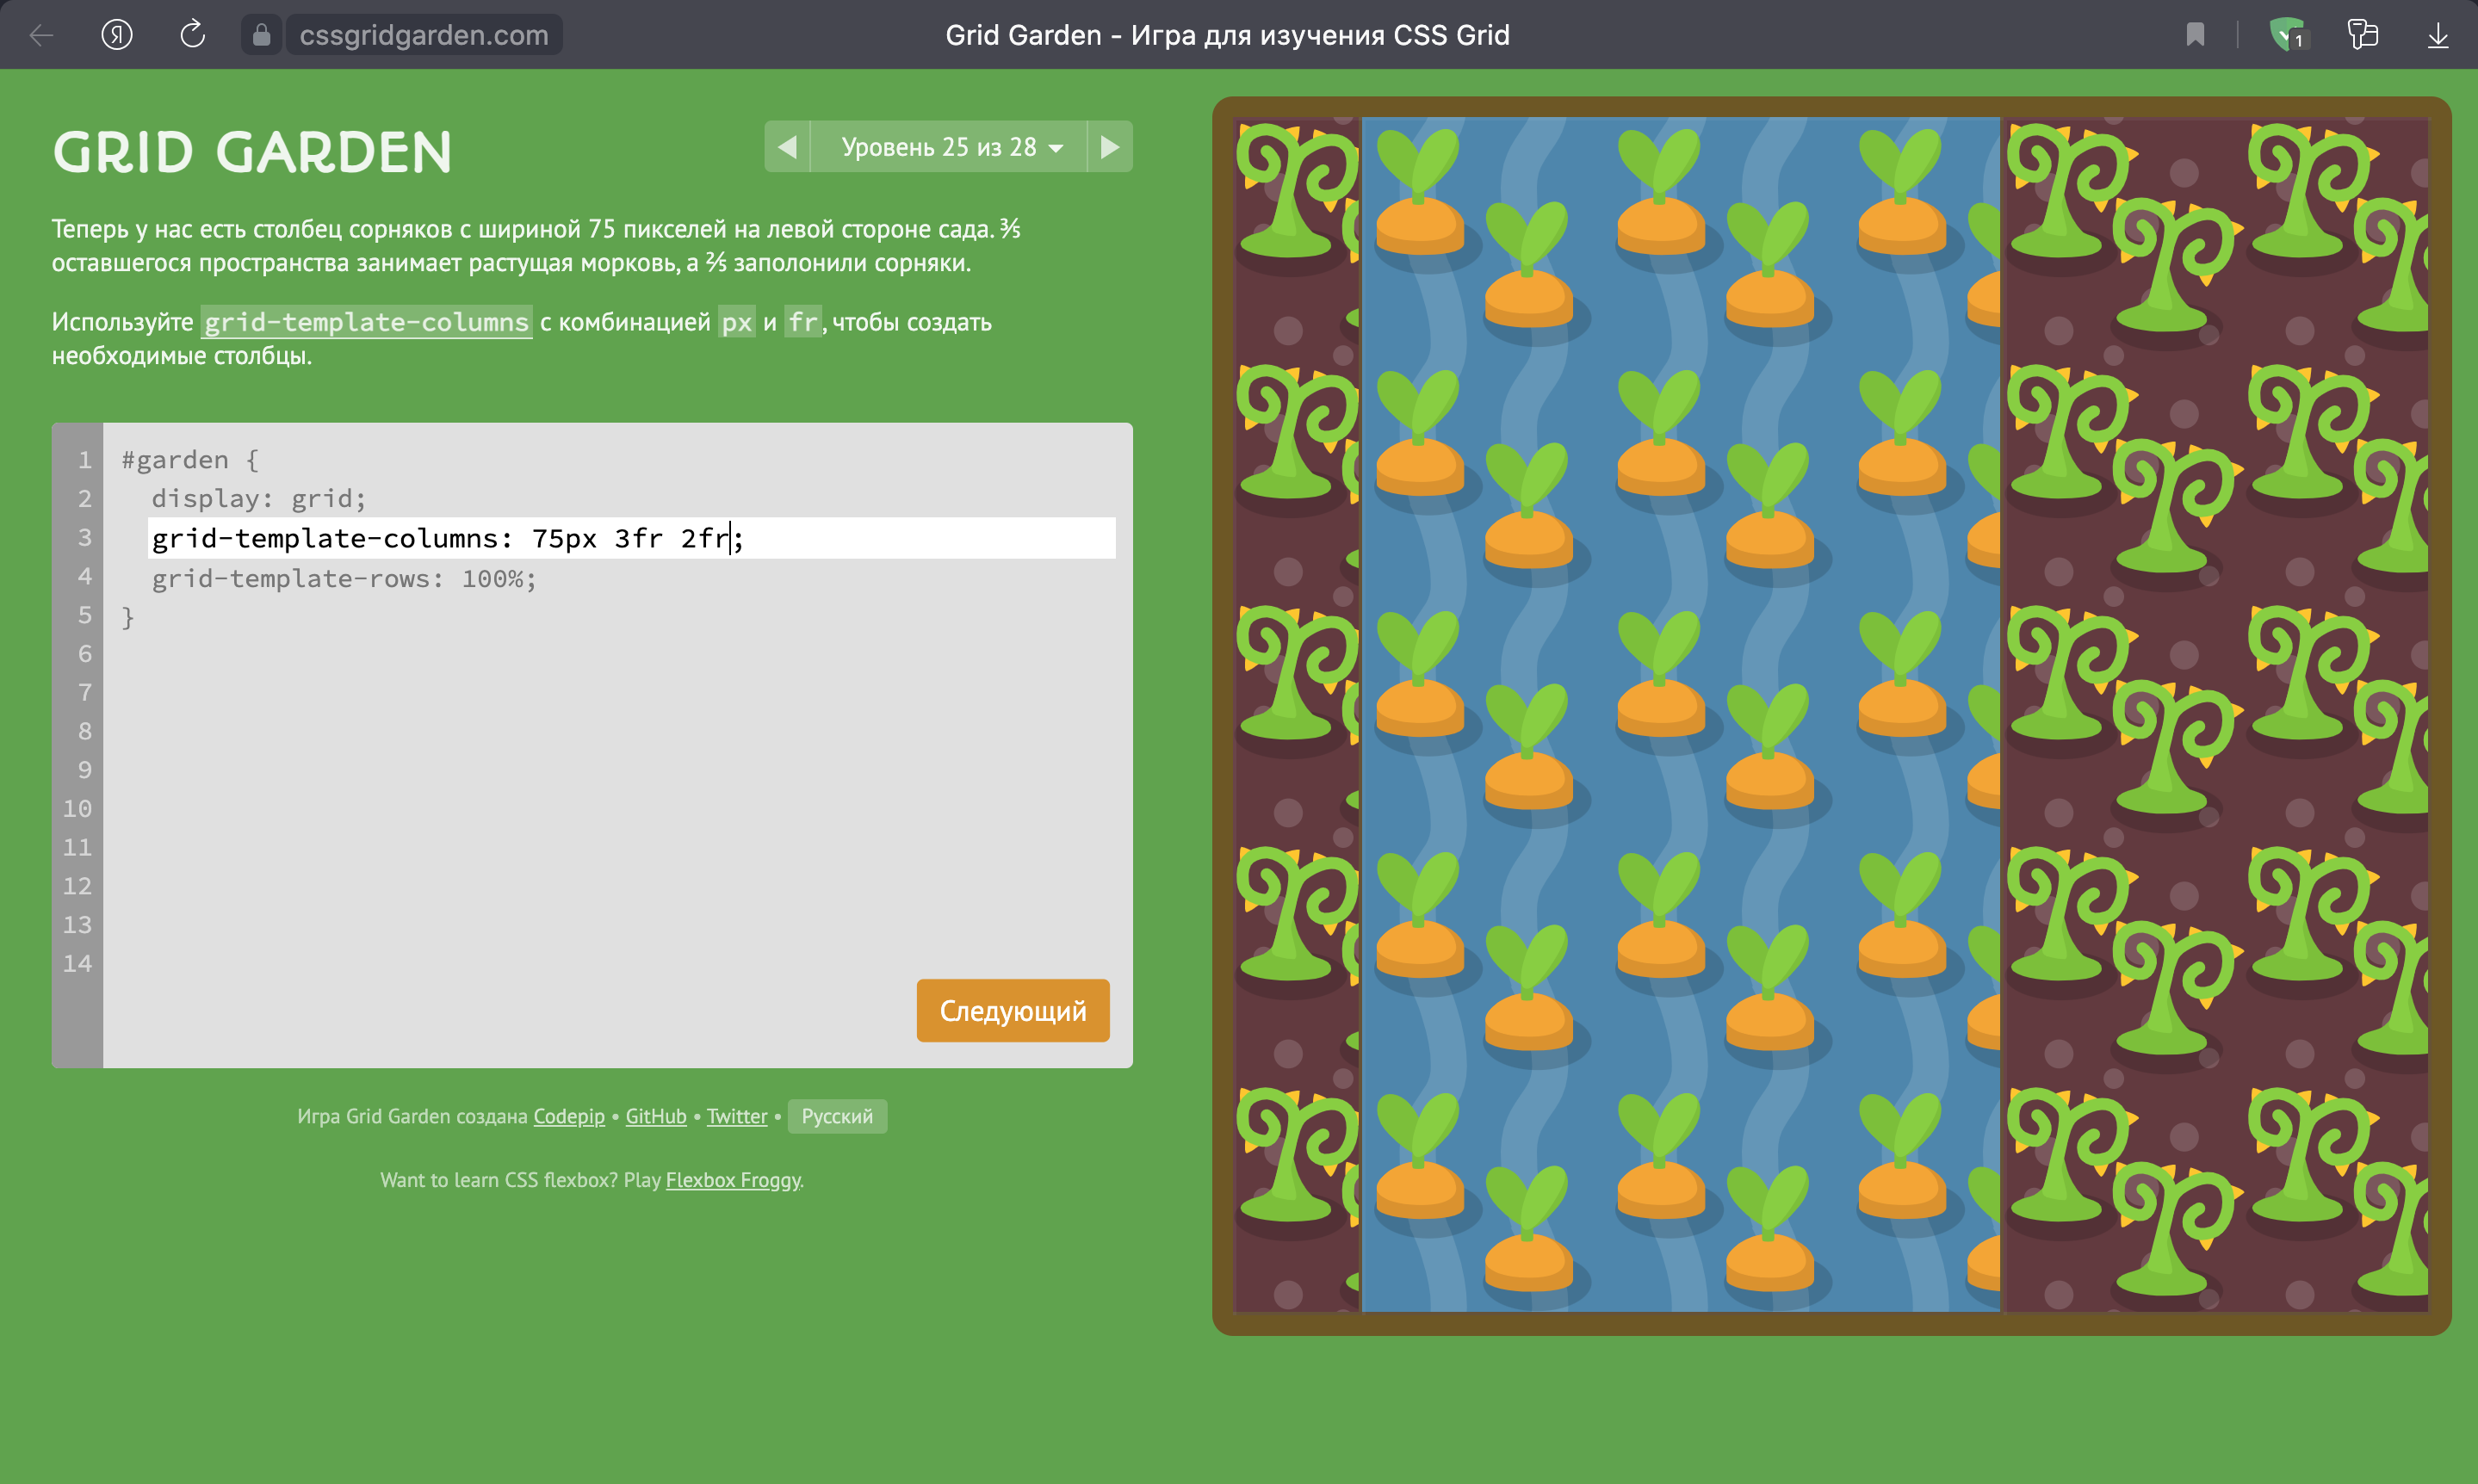 cssgridgarden.com
Grid Garden - Игра для изучения CSS Grid
1
GRID GARDEN
Уровень 25 из 28
Теперь у нас есть столбец сорняков с шириной 75 пикселей на левой стороне сада. ⅗
оставшегося пространства занимает растущая морковь, а ⅖ заполонили сорняки.
Используйте grid-template-columns с комбинацией px и fr, чтобы создать
необходимые столбцы.
1 #garden {
2 display: grid;
3 grid-template-columns: 75px 3fr 2fr;
4 grid-template-rows: 100%;
5 }
6
7
8
9
10
11
12
13
14
Следующий
Игра Grid Garden создана Codepip • GitHub • Twitter • Русский
Want to learn CSS flexbox? Play Flexbox Froggy.